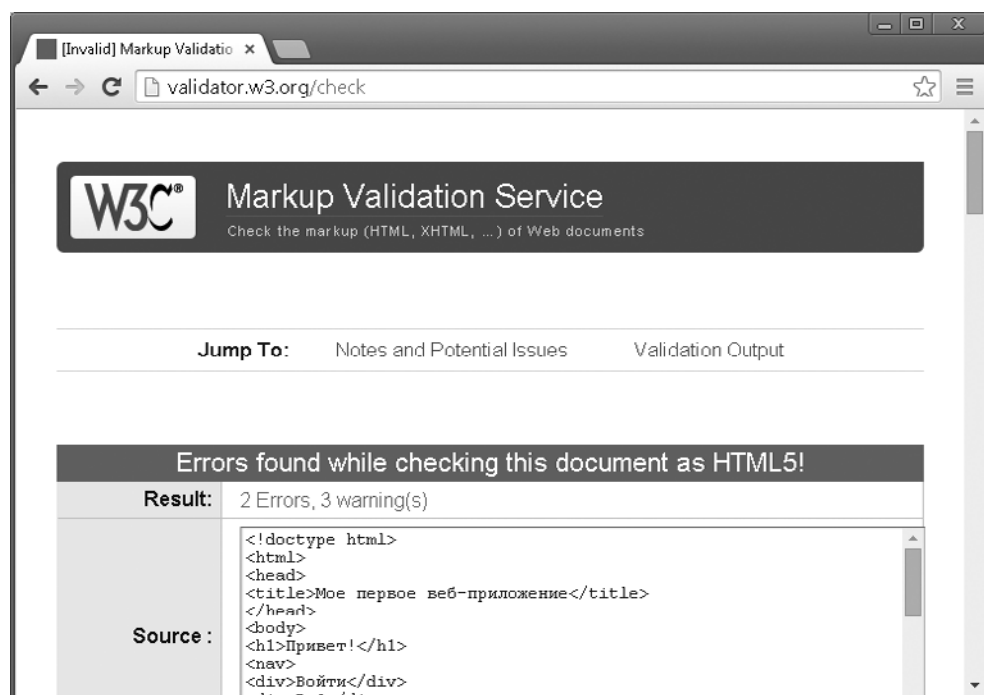 [Invalid] Markup Validatio
validator.w3.org/check
W3C®
Markup Validation Service
Check the markup (HTML, XHTML, ...) of Web documents
Jump To: Notes and Potential Issues Validation Output
Errors found while checking this document as HTML5!
Result: 2 Errors, 3 warning(s)
Source :
<!doctype html>
<html>
<head>
<title>Мое первое веб-приложение</title>
</head>
<body>
<h1>Привет!</h1>
<nav>
<div>Войти</div>